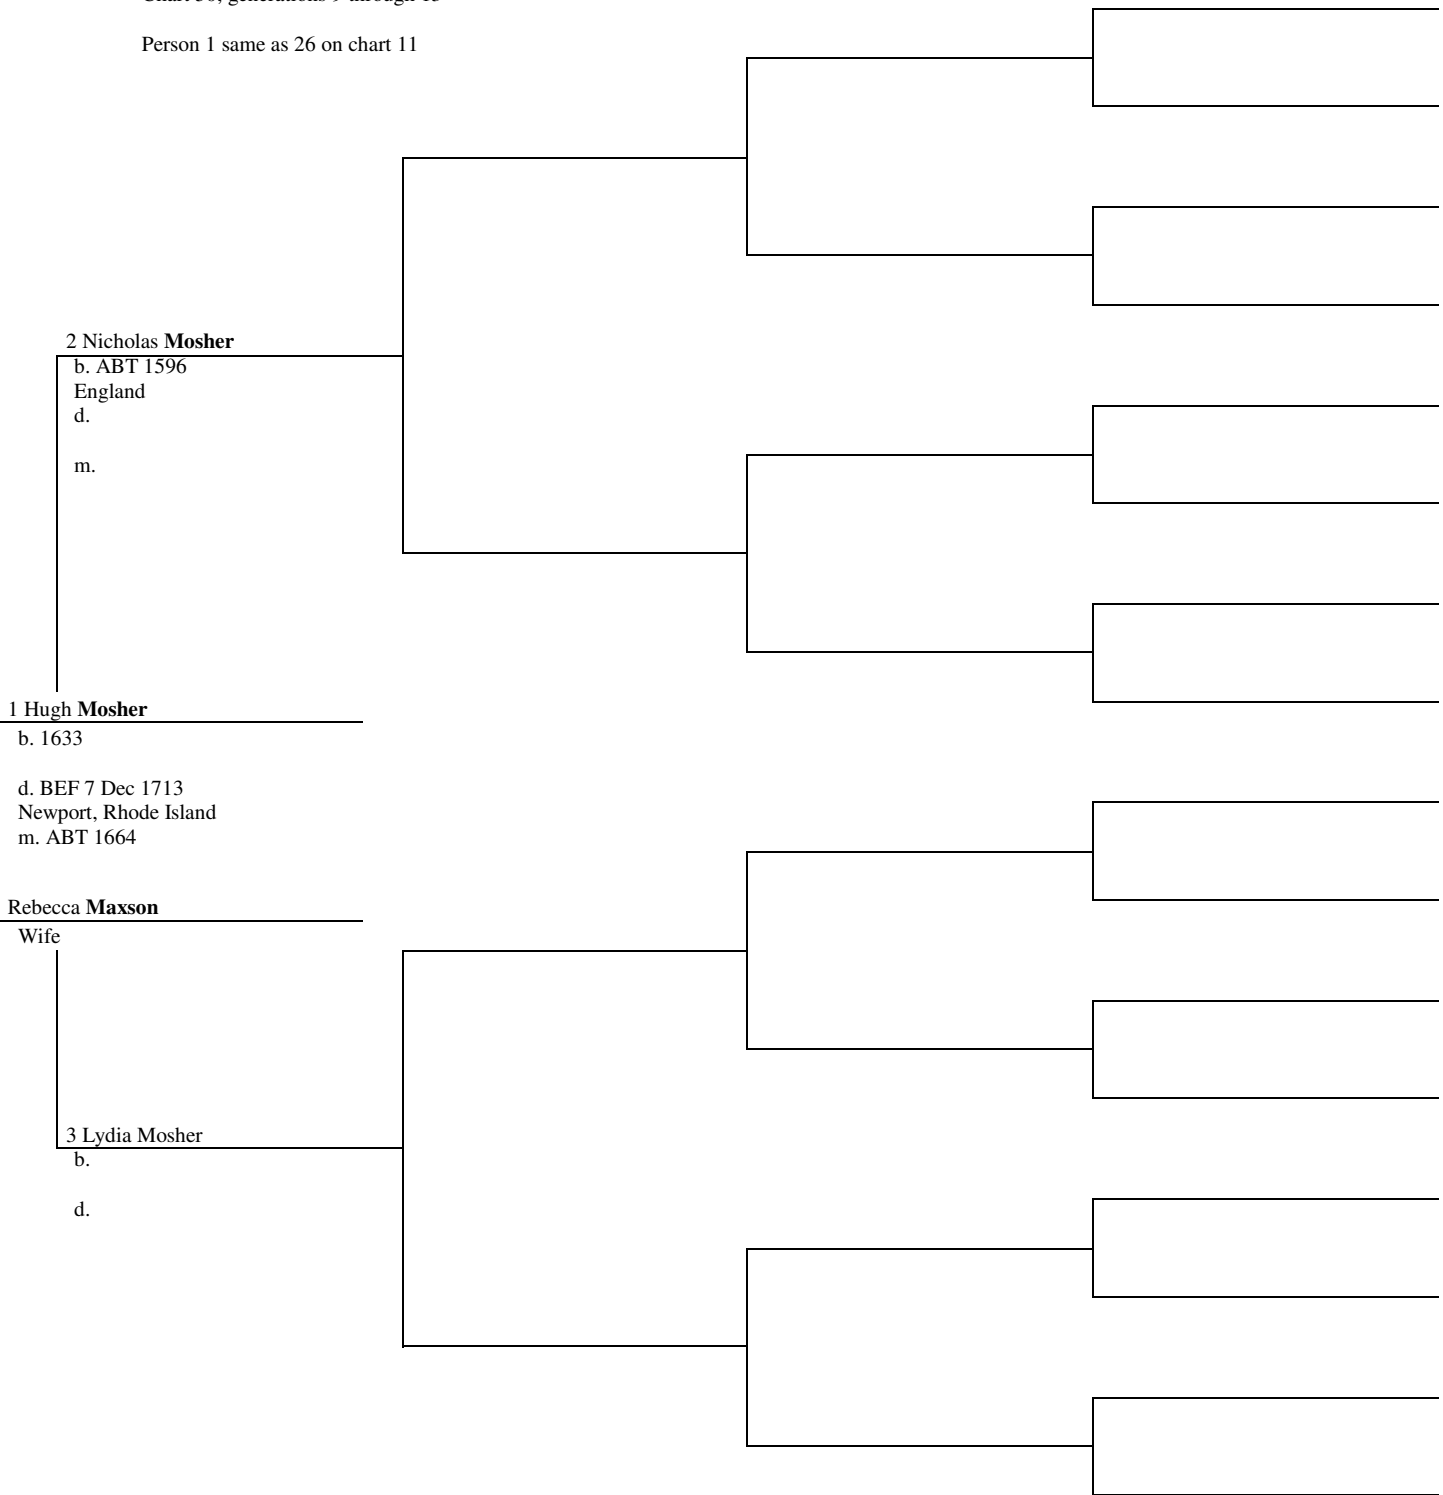 Person 1 same as 26 on chart 11
2 Nicholas Mosher
b. ABT 1596
England
d.
m.
1 Hugh Mosher
b. 1633
d. BEF 7 Dec 1713
Newport, Rhode Island
m. ABT 1664
Rebecca Maxson
Wife
3 Lydia Mosher
b.
d.